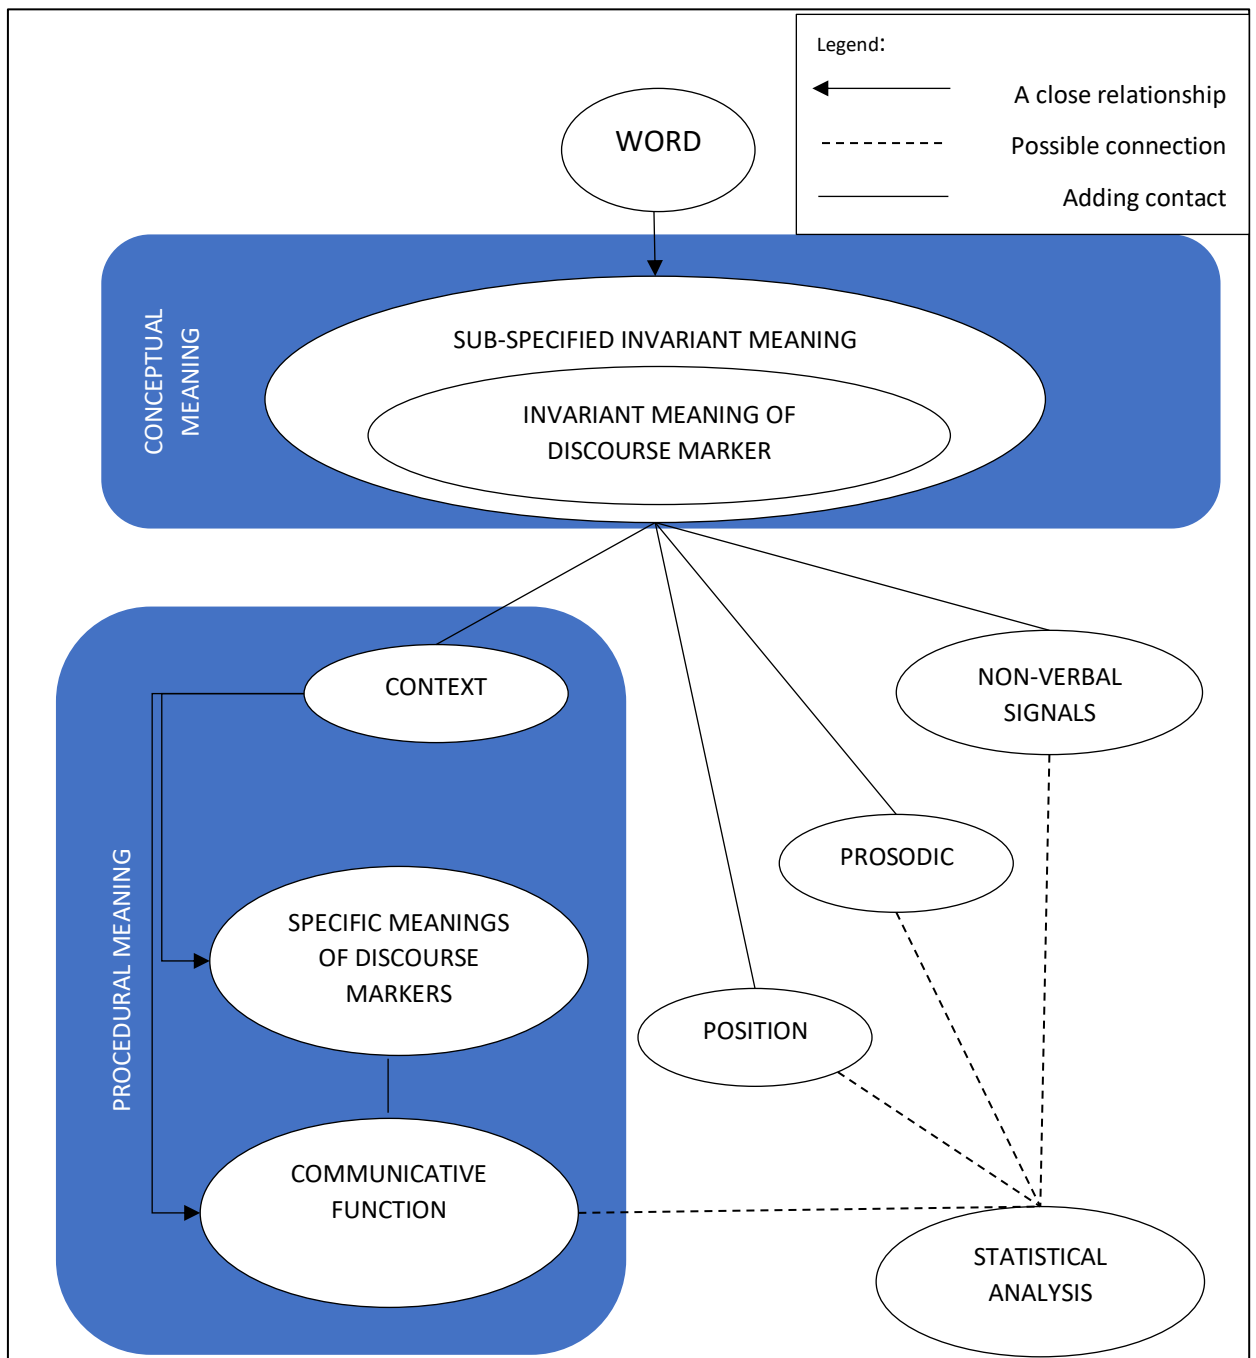 Legend:
A close relationship
Possible connection
Adding contact
WORD
CONCEPTUAL
MEANING
SUB-SPECIFIED INVARIANT MEANING
INVARIANT MEANING OF
DISCOURSE MARKER
CONTEXT
NON-VERBAL
SIGNALS
PROSODIC
PROCEDURAL MEANING
SPECIFIC MEANINGS
OF DISCOURSE
MARKERS
POSITION
COMMUNICATIVE
FUNCTION
STATISTICAL
ANALYSIS